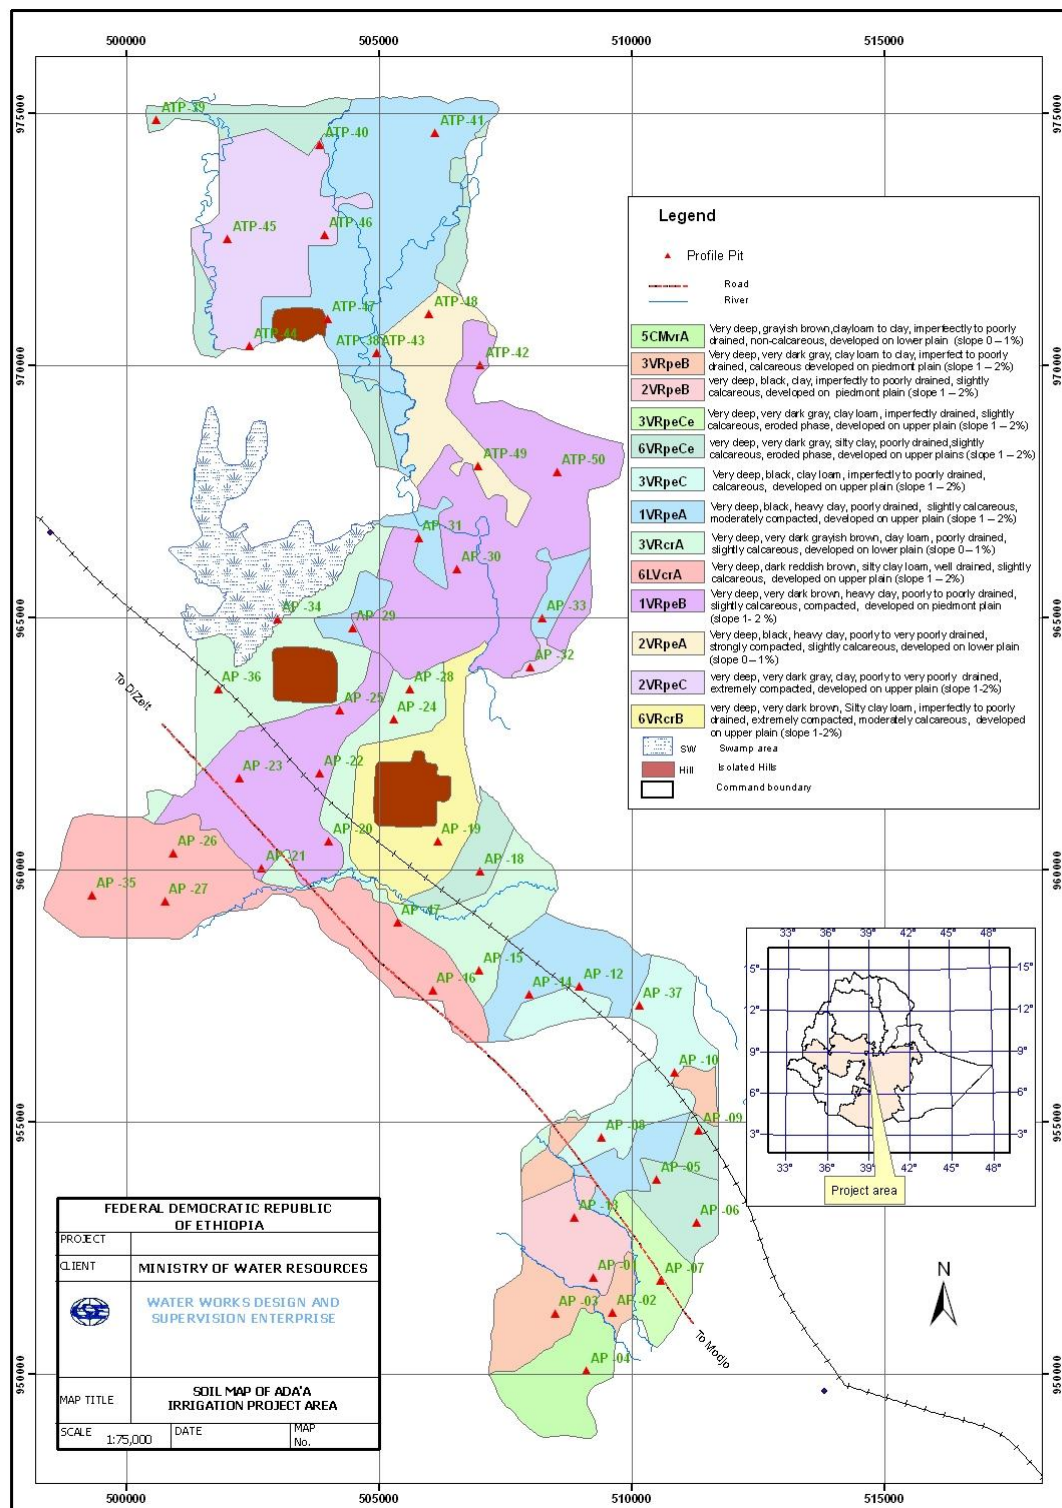 500000 505000 510000 515000
975000 975000
970000 970000
965000 965000
960000 960000
955000 955000
950000 950000
500000 505000 510000 515000
ATP -39
ATP -40
ATP -41
ATP -45
ATP -46
ATP -47
ATP -48
ATP -44
ATP -38
ATP -43
ATP -42
ATP -49
ATP -50
AP -31
AP -30
AP -34
AP -29
AP -33
AP -32
AP -36
AP -28
AP -25
AP -24
AP -23
AP -22
AP -20
AP -19
AP -26
AP -21
AP -18
AP -35
AP -27
AP -17
AP -15
AP -16
AP -14
AP -12
AP -37
AP -10
AP -09
AP -08
AP -05
AP -06
AP -13
AP -01
AP -07
AP -03
AP -02
AP -04
To D/Zeit
To Modjo
Legend
Profile Pit
Road
River
5CMvrA Very deep, grayish brown,clayloam to clay, imperfeectly to poorly
drained, non-calcareous, developed on lower plain (slope 0 – 1%)
3VRpeB Very deep, very dark gray, clay loam to clay, imperfect to poorly
drained, calcareous developed on piedmont plain (slope 1 – 2%)
2VRpeB very deep, black, clay, imperfectly to poorly drained, slightly
calcareous, developed on piedmont plain (slope 1 – 2%)
3VRpeCe Very deep, very dark gray, clay loam, imperfectly drained, slightly
calcareous, eroded phase, developed on upper plain (slope 1 – 2%)
6VRpeCe very deep, very dark gray, silty clay, poorly drained,slightly
calcareous, eroded phase, developed on upper plains (slope 1 – 2%)
3VRpeC Very deep, black, clay loam, imperfectly to poorly drained,
calcareous, developed on upper plain (slope 1 – 2%)
1VRpeA Very deep, black, heavy clay, poorly drained, slightly calcareous,
moderately compacted, developed on upper plain (slope 1 – 2%)
3VRcrA Very deep, very dark grayish brown, clay loam, poorly drained,
slightly calcareous, developed on lower plain (slope 0 – 1%)
6LVcrA Very deep, dark reddish brown, silty clay loam, well drained, slightly
calcareous, developed on upper plain (slope 1 – 2%)
1VRpeB Very deep, very dark brown, heavy clay, poorly to poorly drained,
slightly calcareous, compacted, developed on piedmont plain
(slope 1- 2 %)
2VRpeA Very deep, black, heavy clay, poorly to very poorly drained,
strongly compacted, slightly calcareous, developed on lower plain
(slope 0 – 1%)
2VRpeC very deep, very dark gray, clay, poorly to very poorly drained,
extremely compacted, developed on upper plain (slope 1-2%)
6VRcrB very deep, very dark brown, Silty clay loam, imperfectly to poorly
drained, extremely compacted, moderately calcareous, developed
on upper plain (slope 1-2%)
SW Swamp area
Hill Isolated Hills
Command boundary
33° 36° 39° 42° 45° 48°
15° 15°
12° 12°
9° 9°
6° 6°
3° 3°
33° 36° 39° 42° 45° 48°
Project area
N
FEDERAL DEMOCRATIC REPUBLIC
OF ETHIOPIA
PROJECT
CLIENT MINISTRY OF WATER RESOURCES
WATER WORKS DESIGN AND
SUPERVISION ENTERPRISE
MAP TITLE SOIL MAP OF ADA'A
IRRIGATION PROJECT AREA
SCALE 1:75,000 DATE MAP
No.